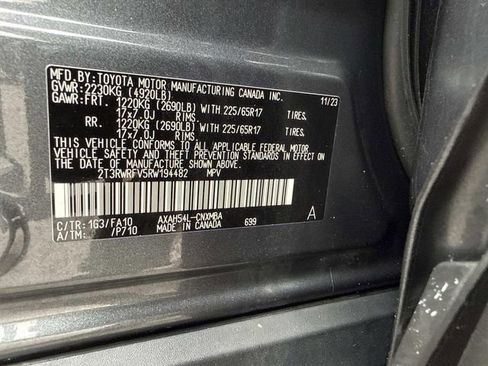 MFD.BY:TOYOTA MOTOR MANUFACTURING CANADA INC.
GVWR:2230KG (4920LB) 11/23
GAWR:FRT. 1220KG (2690LB) WITH 225/65R17 TIRES,
17x7.0J RIMS,
RR. 1220KG (2690LB) WITH 225/65R17 TIRES,
17x7.0J RIMS.
THIS VEHICLE CONFORMS TO ALL APPLICABLE FEDERAL MOTOR
VEHICLE SAFETY AND THEFT PREVENTION STANDARDS IN EFFECT ON
THE DATE OF MANUFACTURE SHOWN ABOVE.
2T3RWRFV5RW194482 MPV
C/TR:1G3/FA10 AXAH54L-CNXMBA A
A/TM: /P710 MADE IN CANADA 699